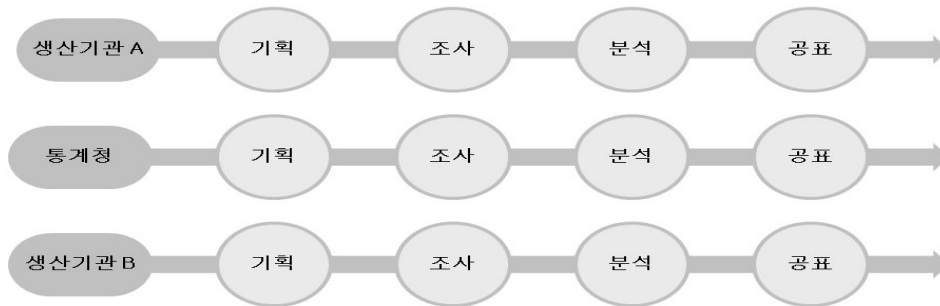 생산기관 A 기획 조사 분석 공표
통계청 기획 조사 분석 공표
생산기관 B 기획 조사 분석 공표